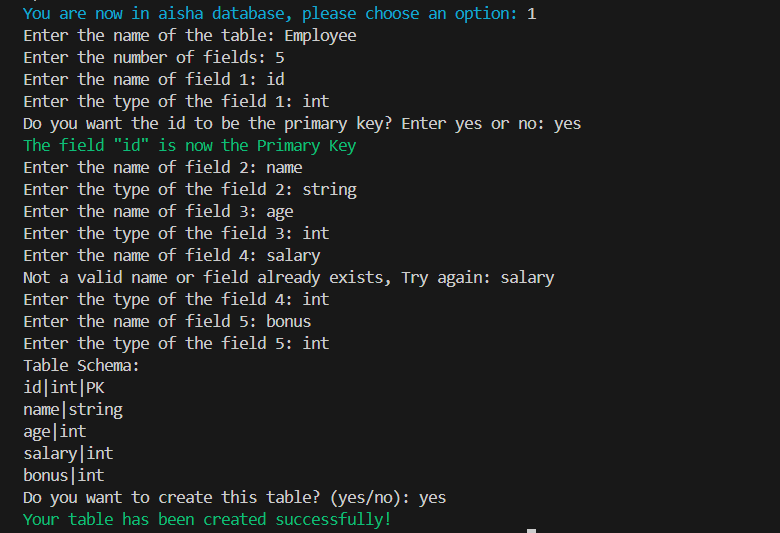 You are now in aisha database, please choose an option: 1
Enter the name of the table: Employee
Enter the number of fields: 5
Enter the name of field 1: id
Enter the type of the field 1: int
Do you want the id to be the primary key? Enter yes or no: yes
The field "id" is now the Primary Key
Enter the name of field 2: name
Enter the type of the field 2: string
Enter the name of field 3: age
Enter the type of the field 3: int
Enter the name of field 4: salary
Not a valid name or field already exists, Try again: salary
Enter the type of the field 4: int
Enter the name of field 5: bonus
Enter the type of the field 5: int
Table Schema:
id|int|PK
name|string
age|int
salary|int
bonus|int
Do you want to create this table? (yes/no): yes
Your table has been created successfully!